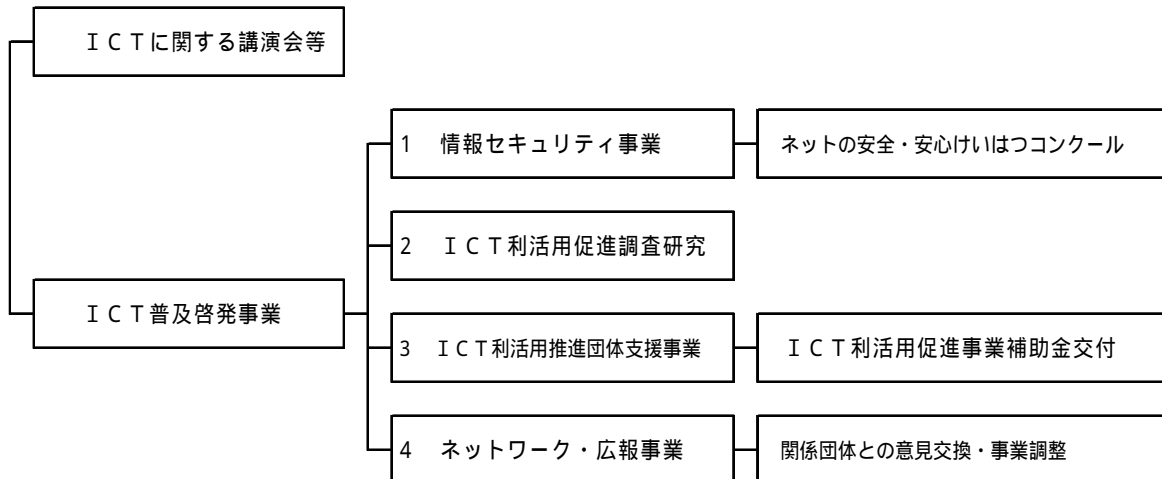 ＩＣＴに関する講演会等
1　情報セキュリティ事業
ネットの安全・安心けいはつコンクール
2　ＩＣＴ利活用促進調査研究
ＩＣＴ普及啓発事業
3　ＩＣＴ利活用推進団体支援事業
ＩＣＴ利活用促進事業補助金交付
4　ネットワーク・広報事業
関係団体との意見交換・事業調整